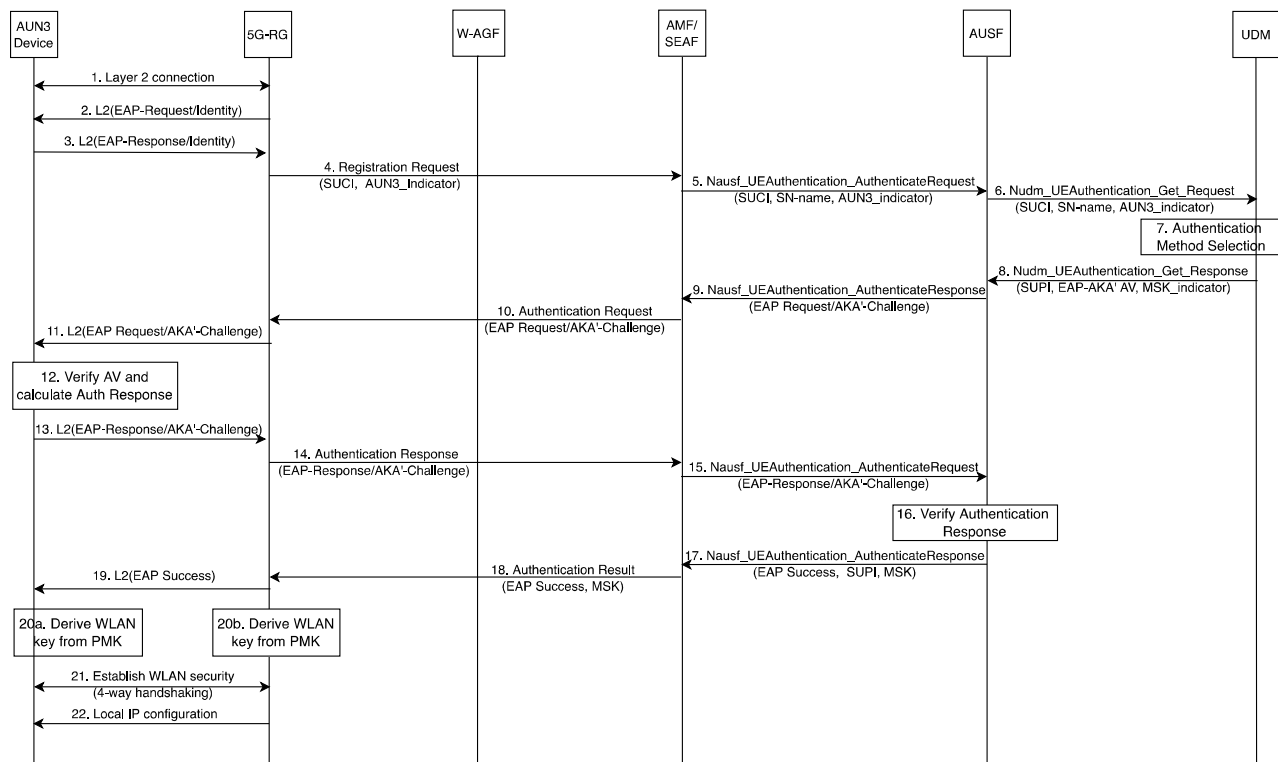 AUN3
Device
5G-RG
W-AGF
AMF/
SEAF
AUSF
UDM
1. Layer 2 connection
2. L2(EAP-Request/Identity)
3. L2(EAP-Response/Identity)
4. Registration Request
(SUCI, AUN3_Indicator)
5. Nausf_UEAuthentication_AuthenticateRequest
(SUCI, SN-name, AUN3_indicator)
6. Nudm_UEAuthentication_Get_Request
(SUCI, SN-name, AUN3_indicator)
7. Authentication
Method Selection
8. Nudm_UEAuthentication_Get_Response
(SUPI, EAP-AKA' AV, MSK_indicator)
9. Nausf_UEAuthentication_AuthenticateResponse
(EAP Request/AKA'-Challenge)
10. Authentication Request
(EAP Request/AKA'-Challenge)
11. L2(EAP Request/AKA'-Challenge)
12. Verify AV and
calculate Auth Response
13. L2(EAP-Response/AKA'-Challenge)
14. Authentication Response
(EAP-Response/AKA'-Challenge)
15. Nausf_UEAuthentication_AuthenticateRequest
(EAP-Response/AKA'-Challenge)
16. Verify Authentication
Response
17. Nausf_UEAuthentication_AuthenticateResponse
(EAP Success, SUPI, MSK)
18. Authentication Result
(EAP Success, MSK)
19. L2(EAP Success)
20a. Derive WLAN
key from PMK
20b. Derive WLAN
key from PMK
21. Establish WLAN security
(4-way handshaking)
22. Local IP configuration